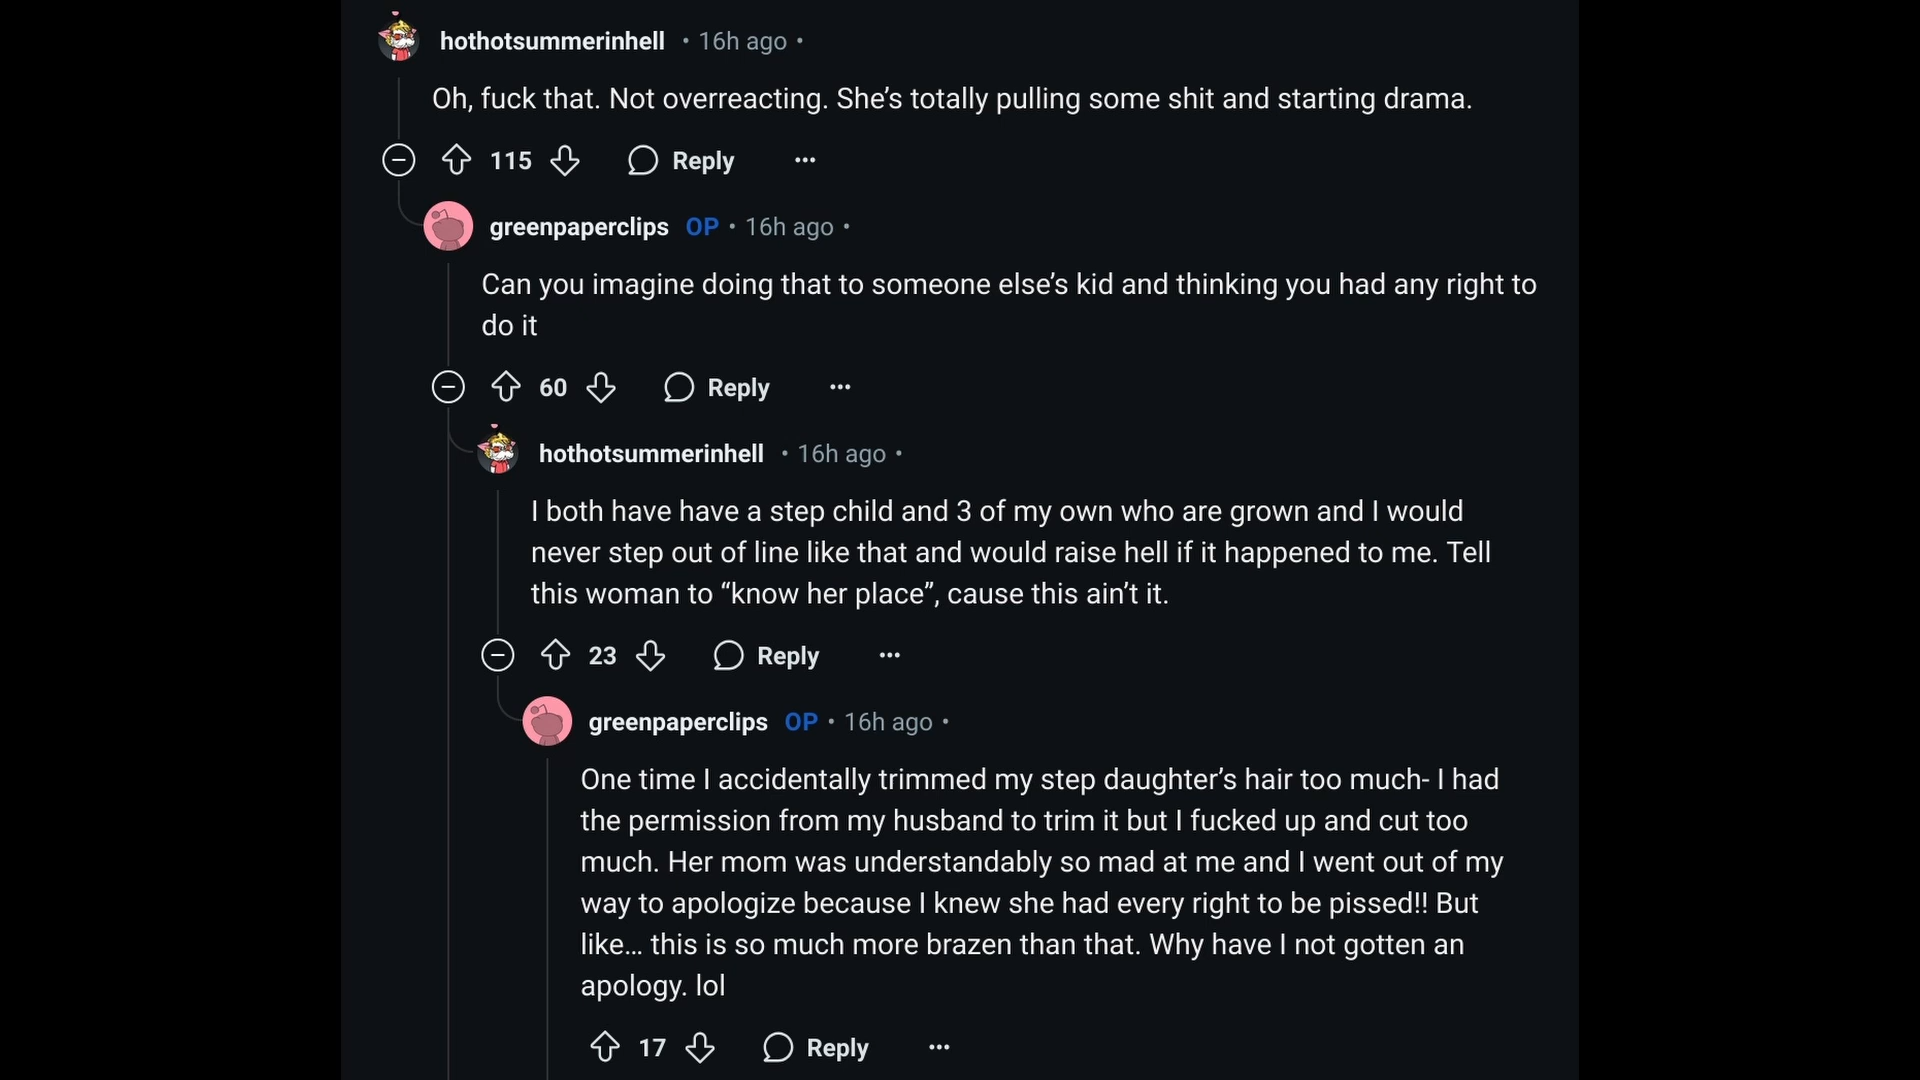 hothotsummerinhell • 16h ago •
Oh, fuck that. Not overreacting. She’s totally pulling some shit and starting drama.
115 Reply ...
greenpaperclips OP • 16h ago •
Can you imagine doing that to someone else’s kid and thinking you had any right to
do it
60 Reply ...
hothotsummerinhell • 16h ago •
I both have have a step child and 3 of my own who are grown and I would
never step out of line like that and would raise hell if it happened to me. Tell
this woman to “know her place”, cause this ain’t it.
23 Reply ...
greenpaperclips OP • 16h ago •
One time I accidentally trimmed my step daughter’s hair too much- I had
the permission from my husband to trim it but I fucked up and cut too
much. Her mom was understandably so mad at me and I went out of my
way to apologize because I knew she had every right to be pissed!! But
like... this is so much more brazen than that. Why have I not gotten an
apology. lol
17 Reply ...